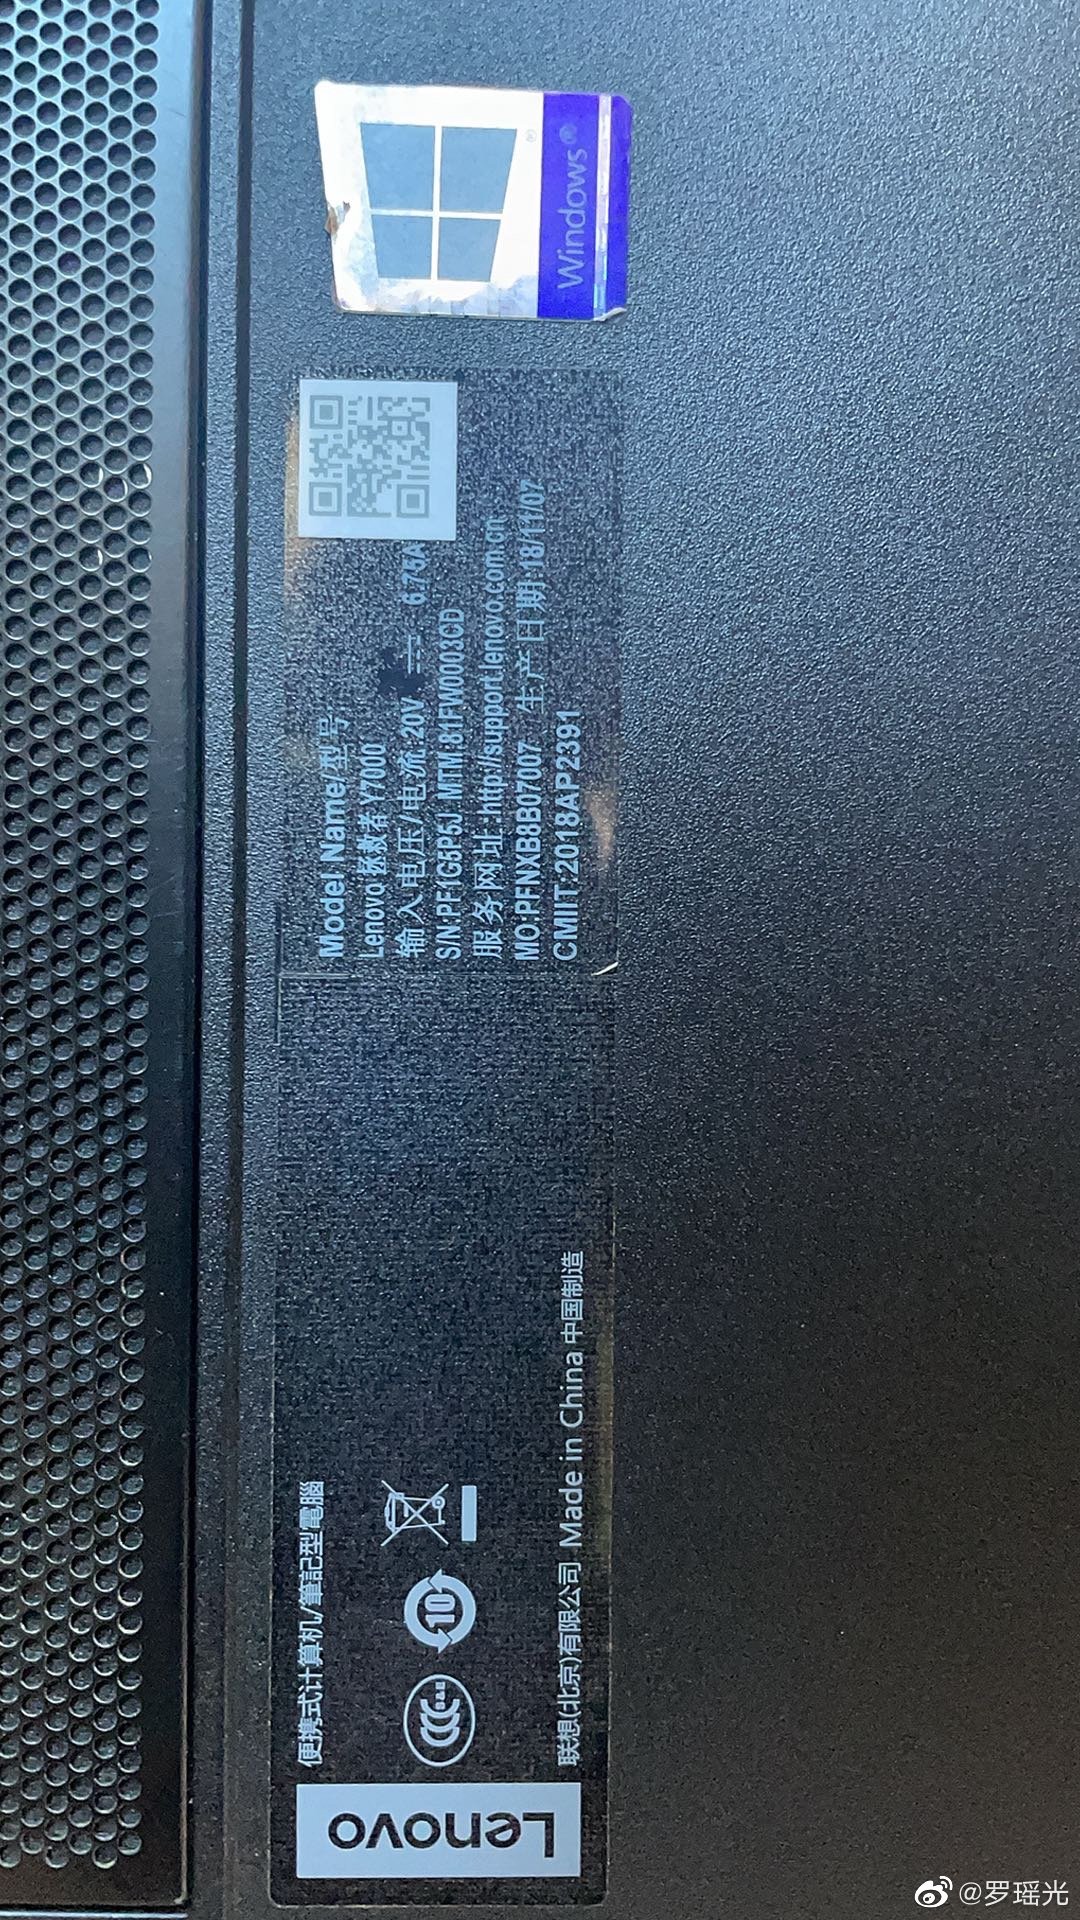 Windows®
Model Name/型号
Lenovo 拯救者 Y7000
输入电压/电流:20V ⎓ 6.75A
S/N:PF1G5P5J MTM:81FW0003CD
服务网址:http://support.lenovo.com.cn
MO:PFNXB8B07007 生产日期:18/11/07
CMIIT:2018AP2391
便携式计算机/筆記型電腦
10
联想(北京)有限公司 Made in China 中国制造
Lenovo
@罗瑶光